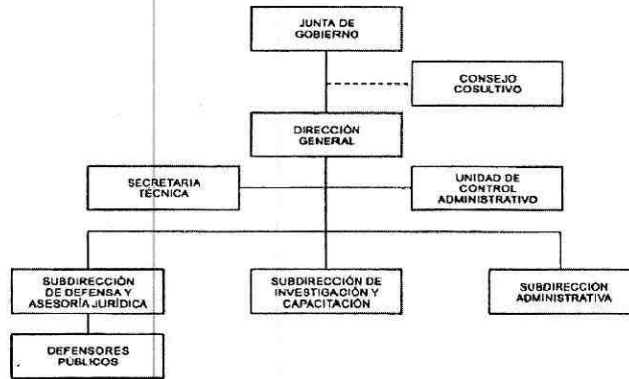 JUNTA DE
GOBIERNO
CONSEJO
COSULTIVO
DIRECCIÓN
GENERAL
SECRETARIA
TÉCNICA
UNIDAD DE
CONTROL
ADMINISTRATIVO
SUBDIRECCIÓN
DE DEFENSA Y
ASESORÍA JURÍDICA
SUBDIRECCIÓN DE
INVESTIGACIÓN Y
CAPACITACIÓN
SUBDIRECCIÓN
ADMINISTRATIVA
DEFENSORES
PÚBLICOS